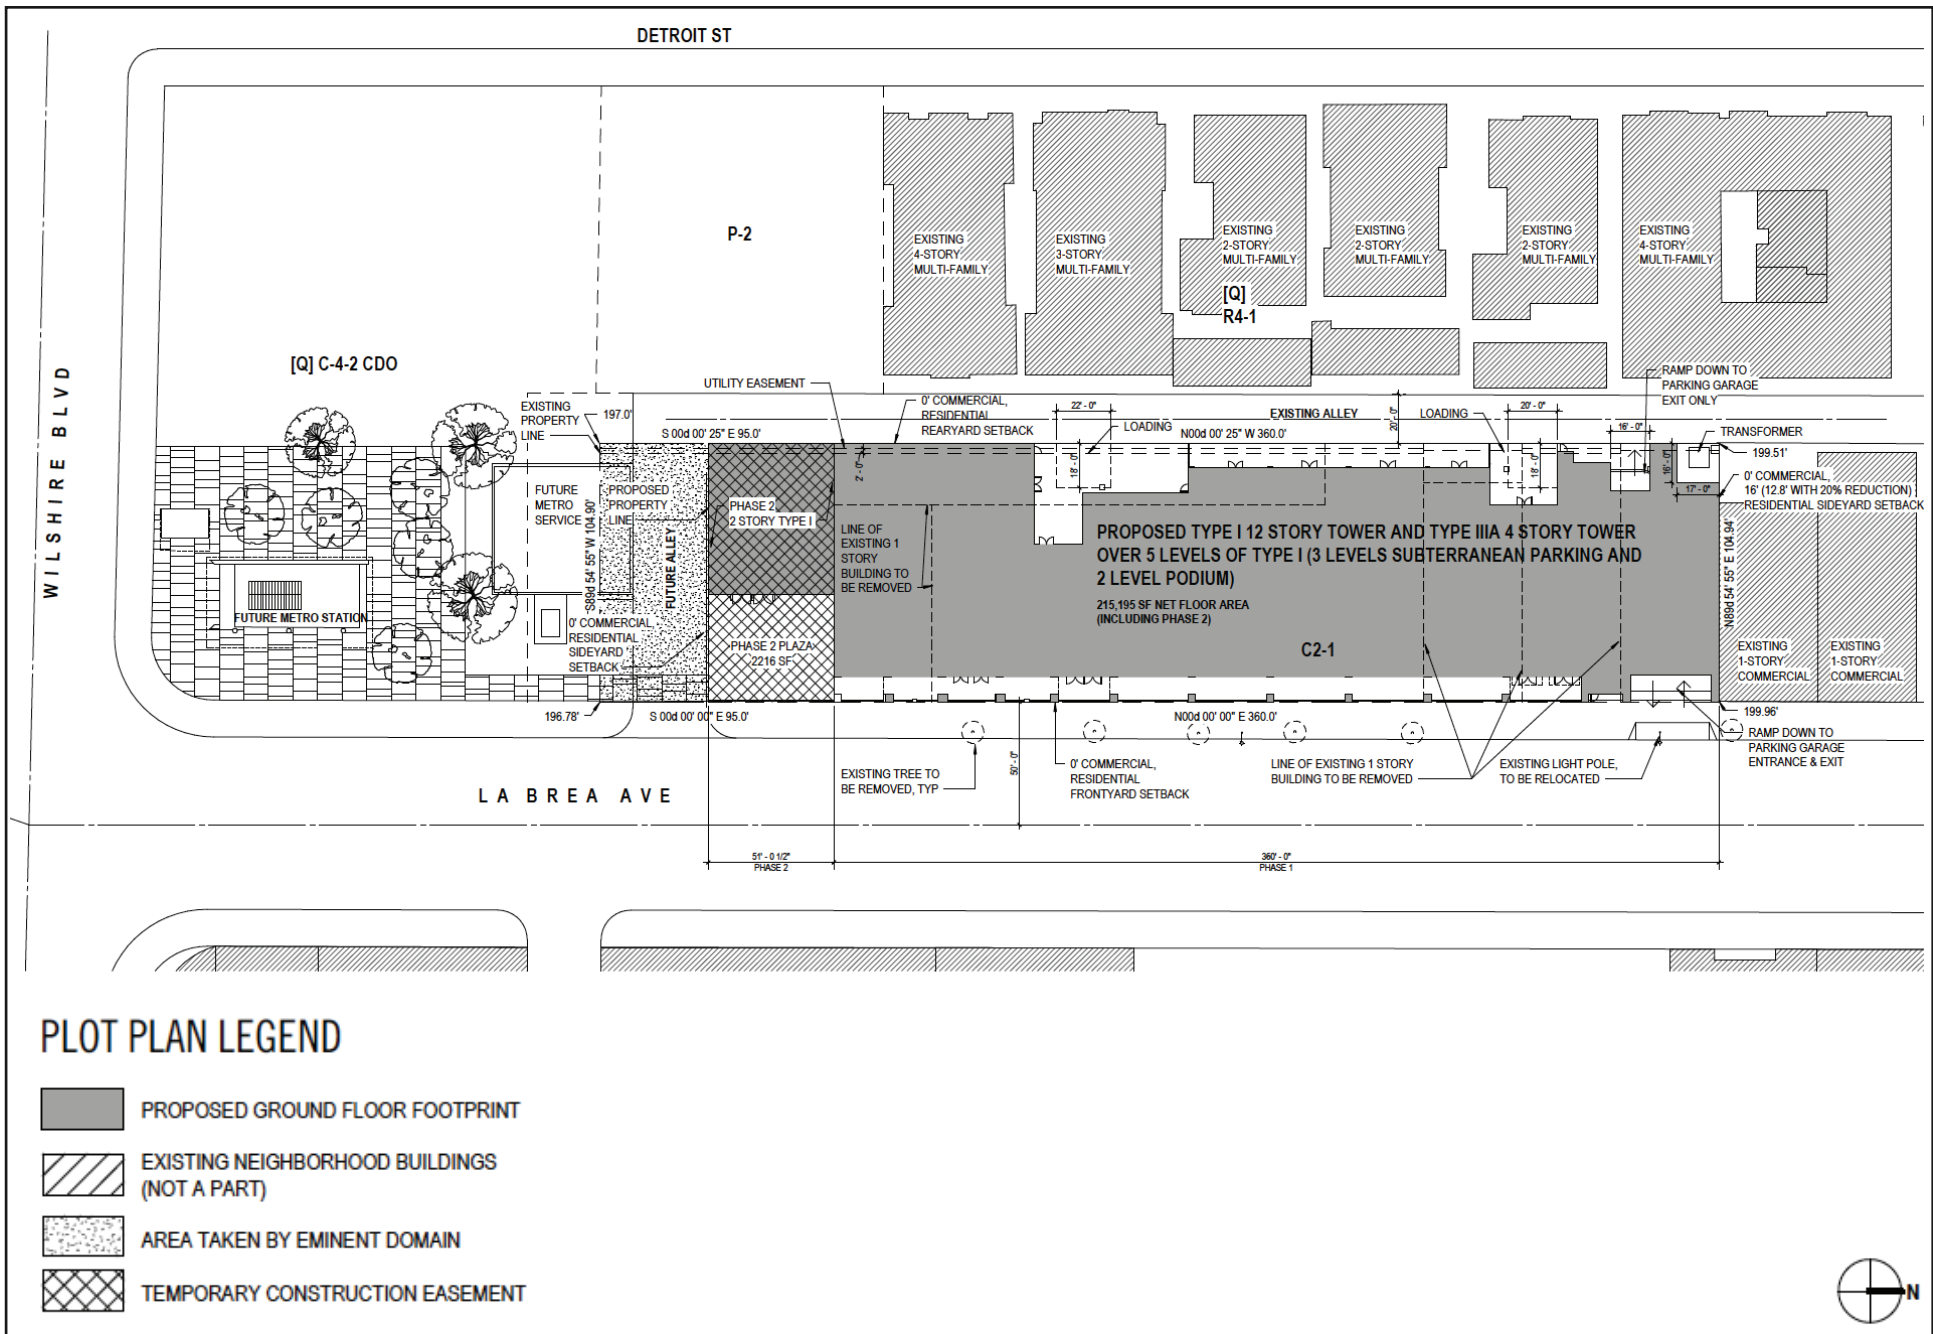 DETROIT ST
WILSHIRE BLVD
P-2
[Q] C-4-2 CDO
EXISTING
4-STORY
MULTI-FAMILY
EXISTING
3-STORY
MULTI-FAMILY
EXISTING
2-STORY
MULTI-FAMILY
EXISTING
2-STORY
MULTI-FAMILY
EXISTING
2-STORY
MULTI-FAMILY
EXISTING
4-STORY
MULTI-FAMILY
[Q]
R4-1
UTILITY EASEMENT
0' COMMERCIAL,
RESIDENTIAL
REARYARD SETBACK
22' - 0"
EXISTING ALLEY
20' - 0"
LOADING
20' - 0"
RAMP DOWN TO
PARKING GARAGE
EXIT ONLY
EXISTING
PROPERTY
LINE
197.0'
S 00d 00' 25" E 95.0'
LOADING
N00d 00' 25" W 360.0'
16' - 0"
TRANSFORMER
199.51'
2' - 0"
18' - 0"
18' - 0"
16' - 0"
17' - 0"
0' COMMERCIAL,
16' (12.8' WITH 20% REDUCTION)
RESIDENTIAL SIDEYARD SETBACK
FUTURE
METRO
SERVICE
S89d 54' 55" W 104.90'
PROPOSED
PROPERTY
LINE
FUTURE ALLEY
PHASE 2
2 STORY TYPE I
LINE OF
EXISTING 1
STORY
BUILDING TO
BE REMOVED
PROPOSED TYPE I 12 STORY TOWER AND TYPE IIIA 4 STORY TOWER
OVER 5 LEVELS OF TYPE I (3 LEVELS SUBTERRANEAN PARKING AND
2 LEVEL PODIUM)
215,195 SF NET FLOOR AREA
(INCLUDING PHASE 2)
C2-1
N89d 54' 55" E 104.94'
FUTURE METRO STATION
0' COMMERCIAL,
RESIDENTIAL
SIDEYARD
SETBACK
PHASE 2 PLAZA
2216 SF
EXISTING
1-STORY
COMMERCIAL
EXISTING
1-STORY
COMMERCIAL
196.78'
S 00d 00' 00" E 95.0'
N00d 00' 00" E 360.0'
199.96'
LA BREA AVE
EXISTING TREE TO
BE REMOVED, TYP
50' - 0"
0' COMMERCIAL,
RESIDENTIAL
FRONTYARD SETBACK
LINE OF EXISTING 1 STORY
BUILDING TO BE REMOVED
EXISTING LIGHT POLE,
TO BE RELOCATED
RAMP DOWN TO
PARKING GARAGE
ENTRANCE & EXIT
51' - 0 1/2"
PHASE 2
360' - 0"
PHASE 1
PLOT PLAN LEGEND
PROPOSED GROUND FLOOR FOOTPRINT
EXISTING NEIGHBORHOOD BUILDINGS
(NOT A PART)
AREA TAKEN BY EMINENT DOMAIN
TEMPORARY CONSTRUCTION EASEMENT
N